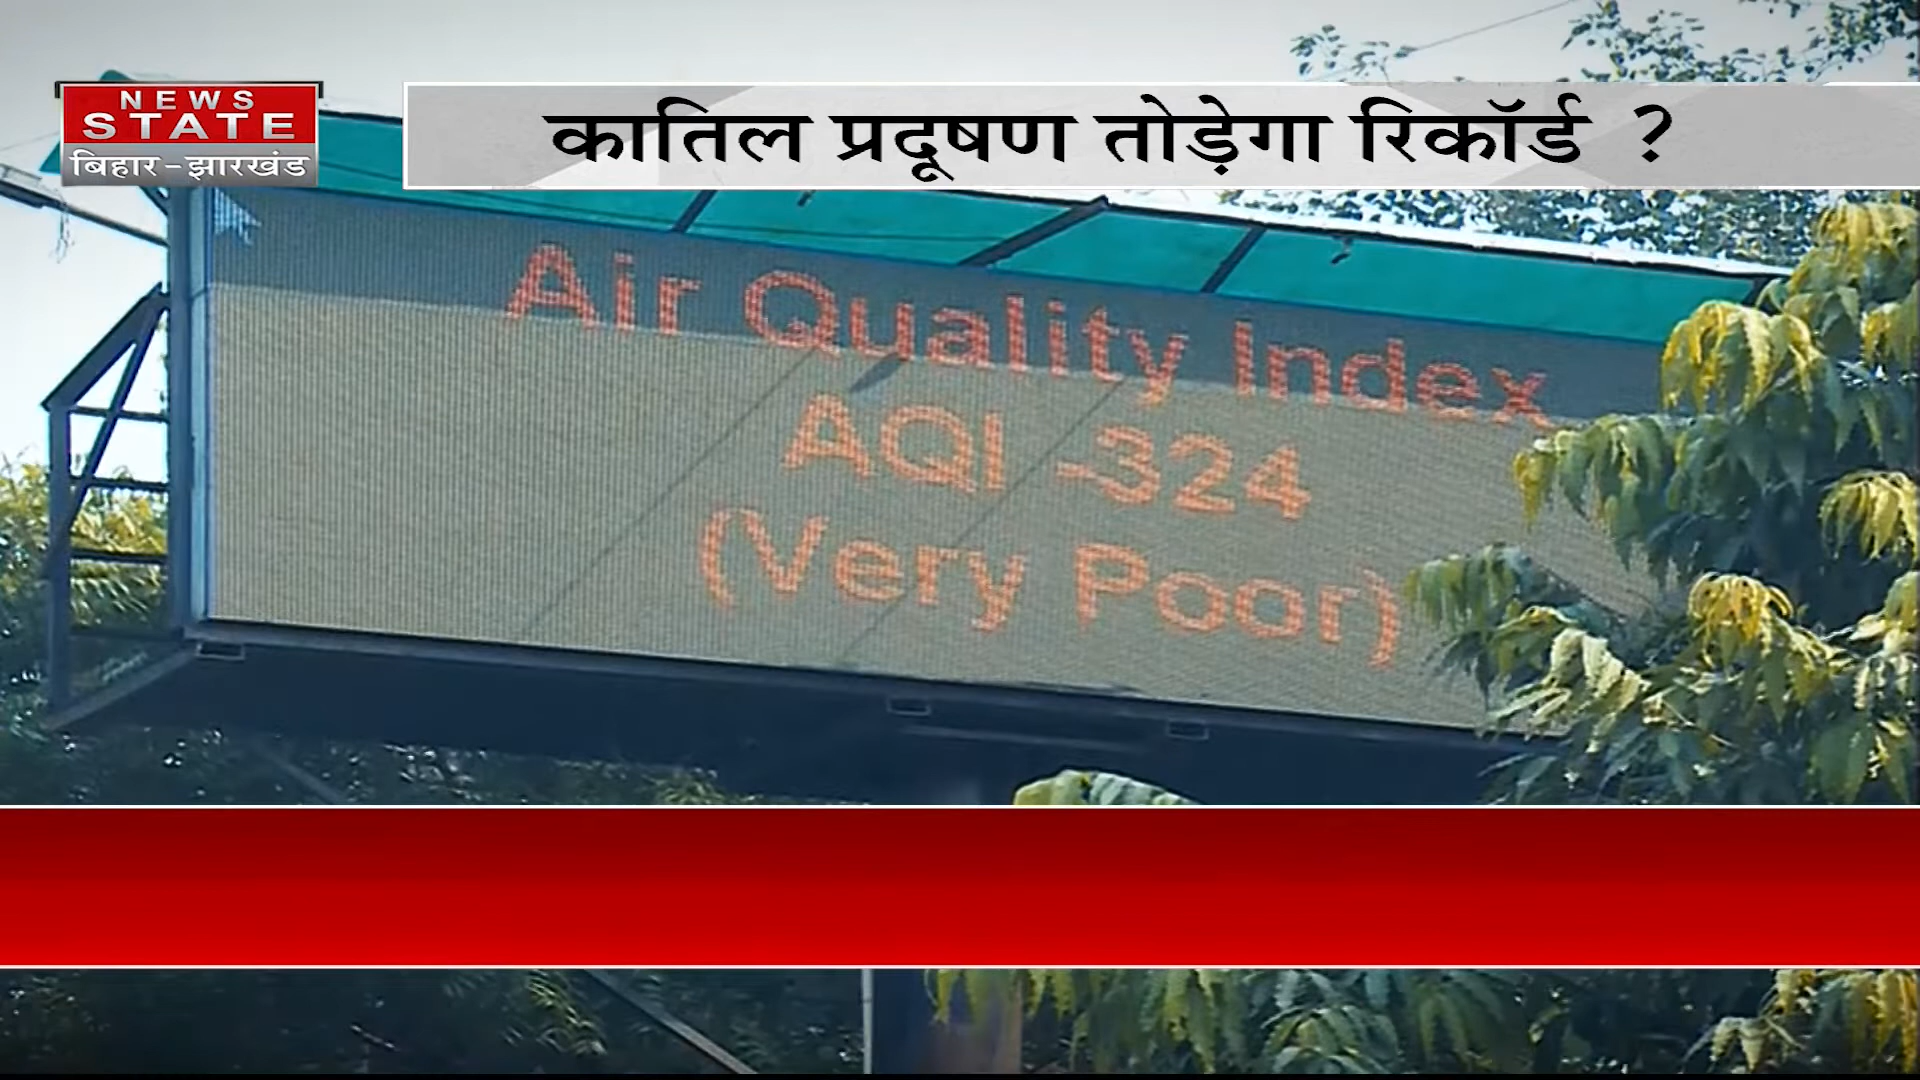 NEWS
STATE
बिहार-झारखंड
कातिल प्रदूषण तोड़ेगा रिकॉर्ड ?
Air Quality Index
AQI -324
(Very Poor)